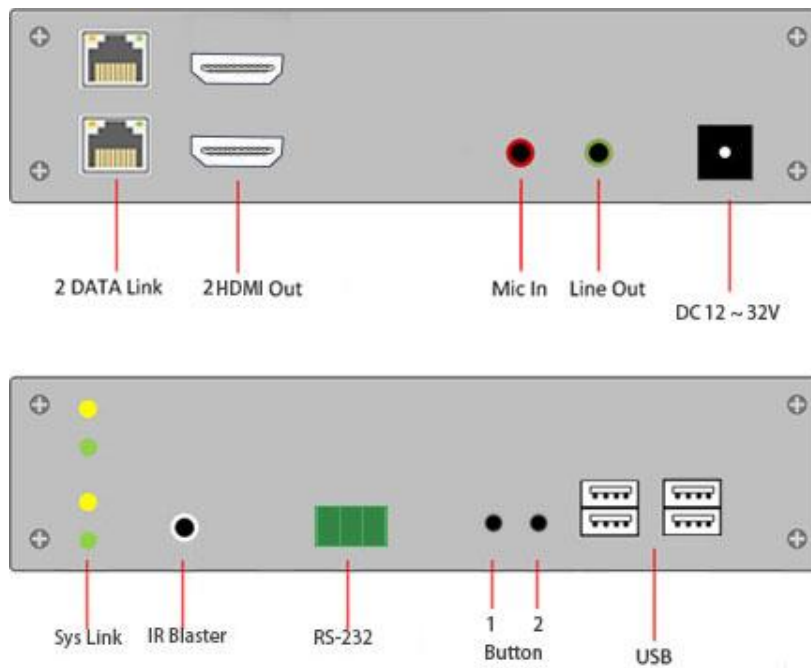 2 DATA Link
2HDMI Out
Mic In
Line Out
DC 12 ~ 32V
Sys Link
IR Blaster
RS-232
1
2
Button
USB